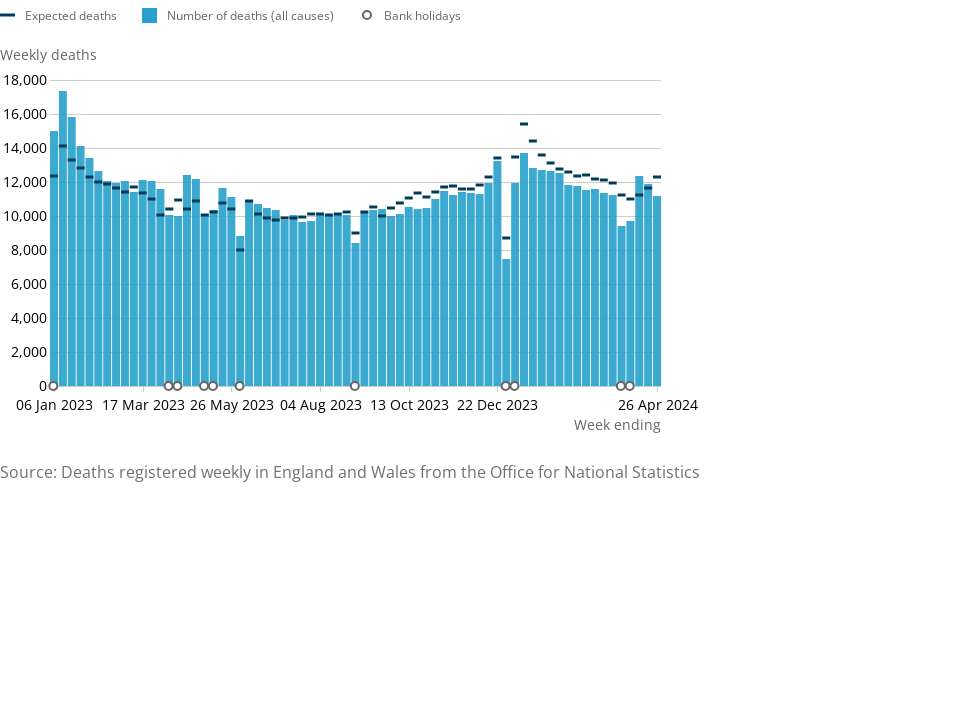 Expected deaths Number of deaths (all causes) Bank holidays
Weekly deaths
18,000
16,000
14,000
12,000
10,000
8,000
6,000
4,000
2,000
0
06 Jan 2023 17 Mar 2023 26 May 2023 04 Aug 2023 13 Oct 2023 22 Dec 2023 26 Apr 2024
Week ending
Source: Deaths registered weekly in England and Wales from the Office for National Statistics